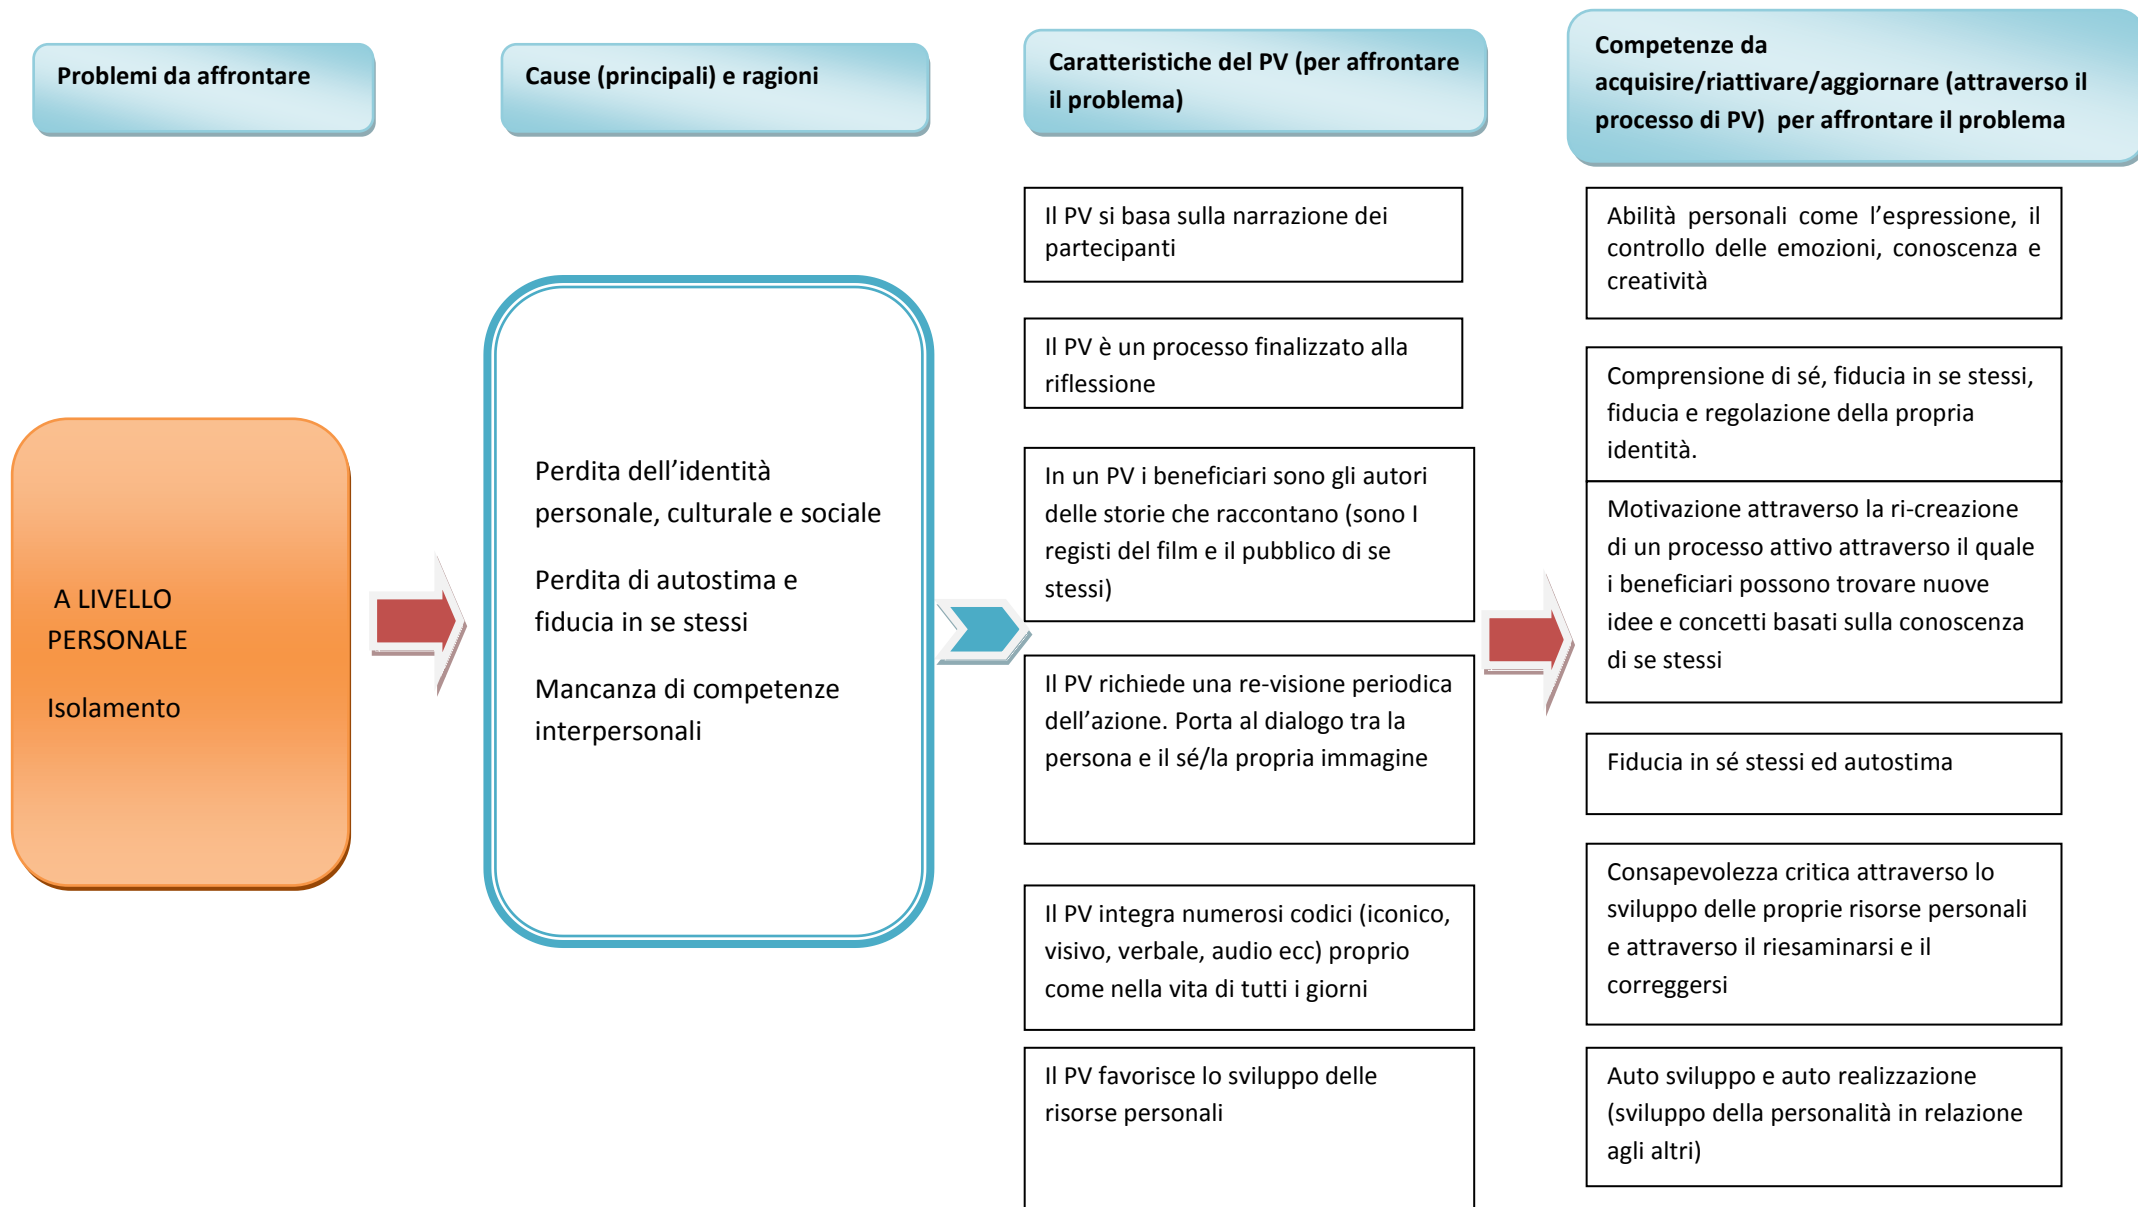 Problemi da affrontare
Cause (principali) e ragioni
Caratteristiche del PV (per affrontare
il problema)
Competenze da
acquisire/riattivare/aggiornare (attraverso il
processo di PV) per affrontare il problema
A LIVELLO
PERSONALE
Isolamento
Perdita dell’identità
personale, culturale e sociale
Perdita di autostima e
fiducia in se stessi
Mancanza di competenze
interpersonali
Il PV si basa sulla narrazione dei
partecipanti
Il PV è un processo finalizzato alla
riflessione
In un PV i beneficiari sono gli autori
delle storie che raccontano (sono I
registi del film e il pubblico di se
stessi)
Il PV richiede una re-visione periodica
dell’azione. Porta al dialogo tra la
persona e il sé/la propria immagine
Il PV integra numerosi codici (iconico,
visivo, verbale, audio ecc) proprio
come nella vita di tutti i giorni
Il PV favorisce lo sviluppo delle
risorse personali
Abilità personali come l’espressione, il
controllo delle emozioni, conoscenza e
creatività
Comprensione di sé, fiducia in se stessi,
fiducia e regolazione della propria
identità.
Motivazione attraverso la ri-creazione
di un processo attivo attraverso il quale
i beneficiari possono trovare nuove
idee e concetti basati sulla conoscenza
di se stessi
Fiducia in sé stessi ed autostima
Consapevolezza critica attraverso lo
sviluppo delle proprie risorse personali
e attraverso il riesaminarsi e il
correggersi
Auto sviluppo e auto realizzazione
(sviluppo della personalità in relazione
agli altri)